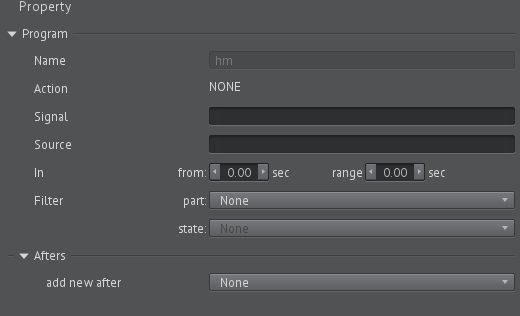 Property
Program
Name hm
Action NONE
Signal
Source
In from: 0.00 sec range 0.00 sec
Filter part: None
state: None
Afters
add new after None